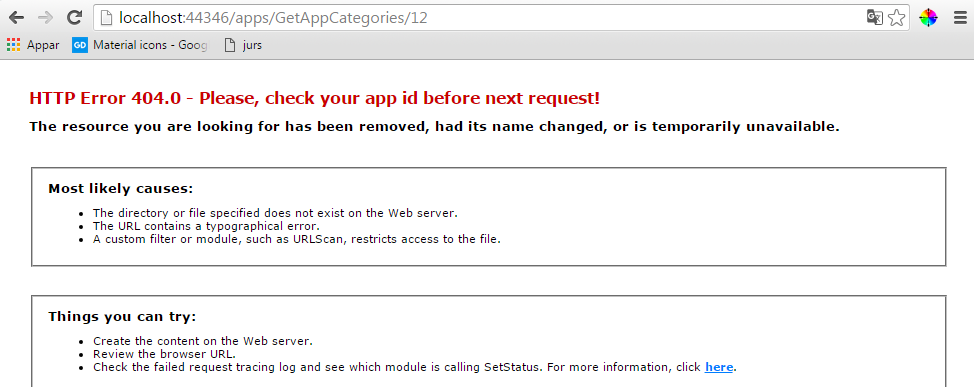 localhost:44346/apps/GetAppCategories/12
Appar GD Material icons - Goog jurs
HTTP Error 404.0 - Please, check your app id before next request!
The resource you are looking for has been removed, had its name changed, or is temporarily unavailable.
Most likely causes:
• The directory or file specified does not exist on the Web server.
• The URL contains a typographical error.
• A custom filter or module, such as URLScan, restricts access to the file.
Things you can try:
• Create the content on the Web server.
• Review the browser URL.
• Check the failed request tracing log and see which module is calling SetStatus. For more information, click here.